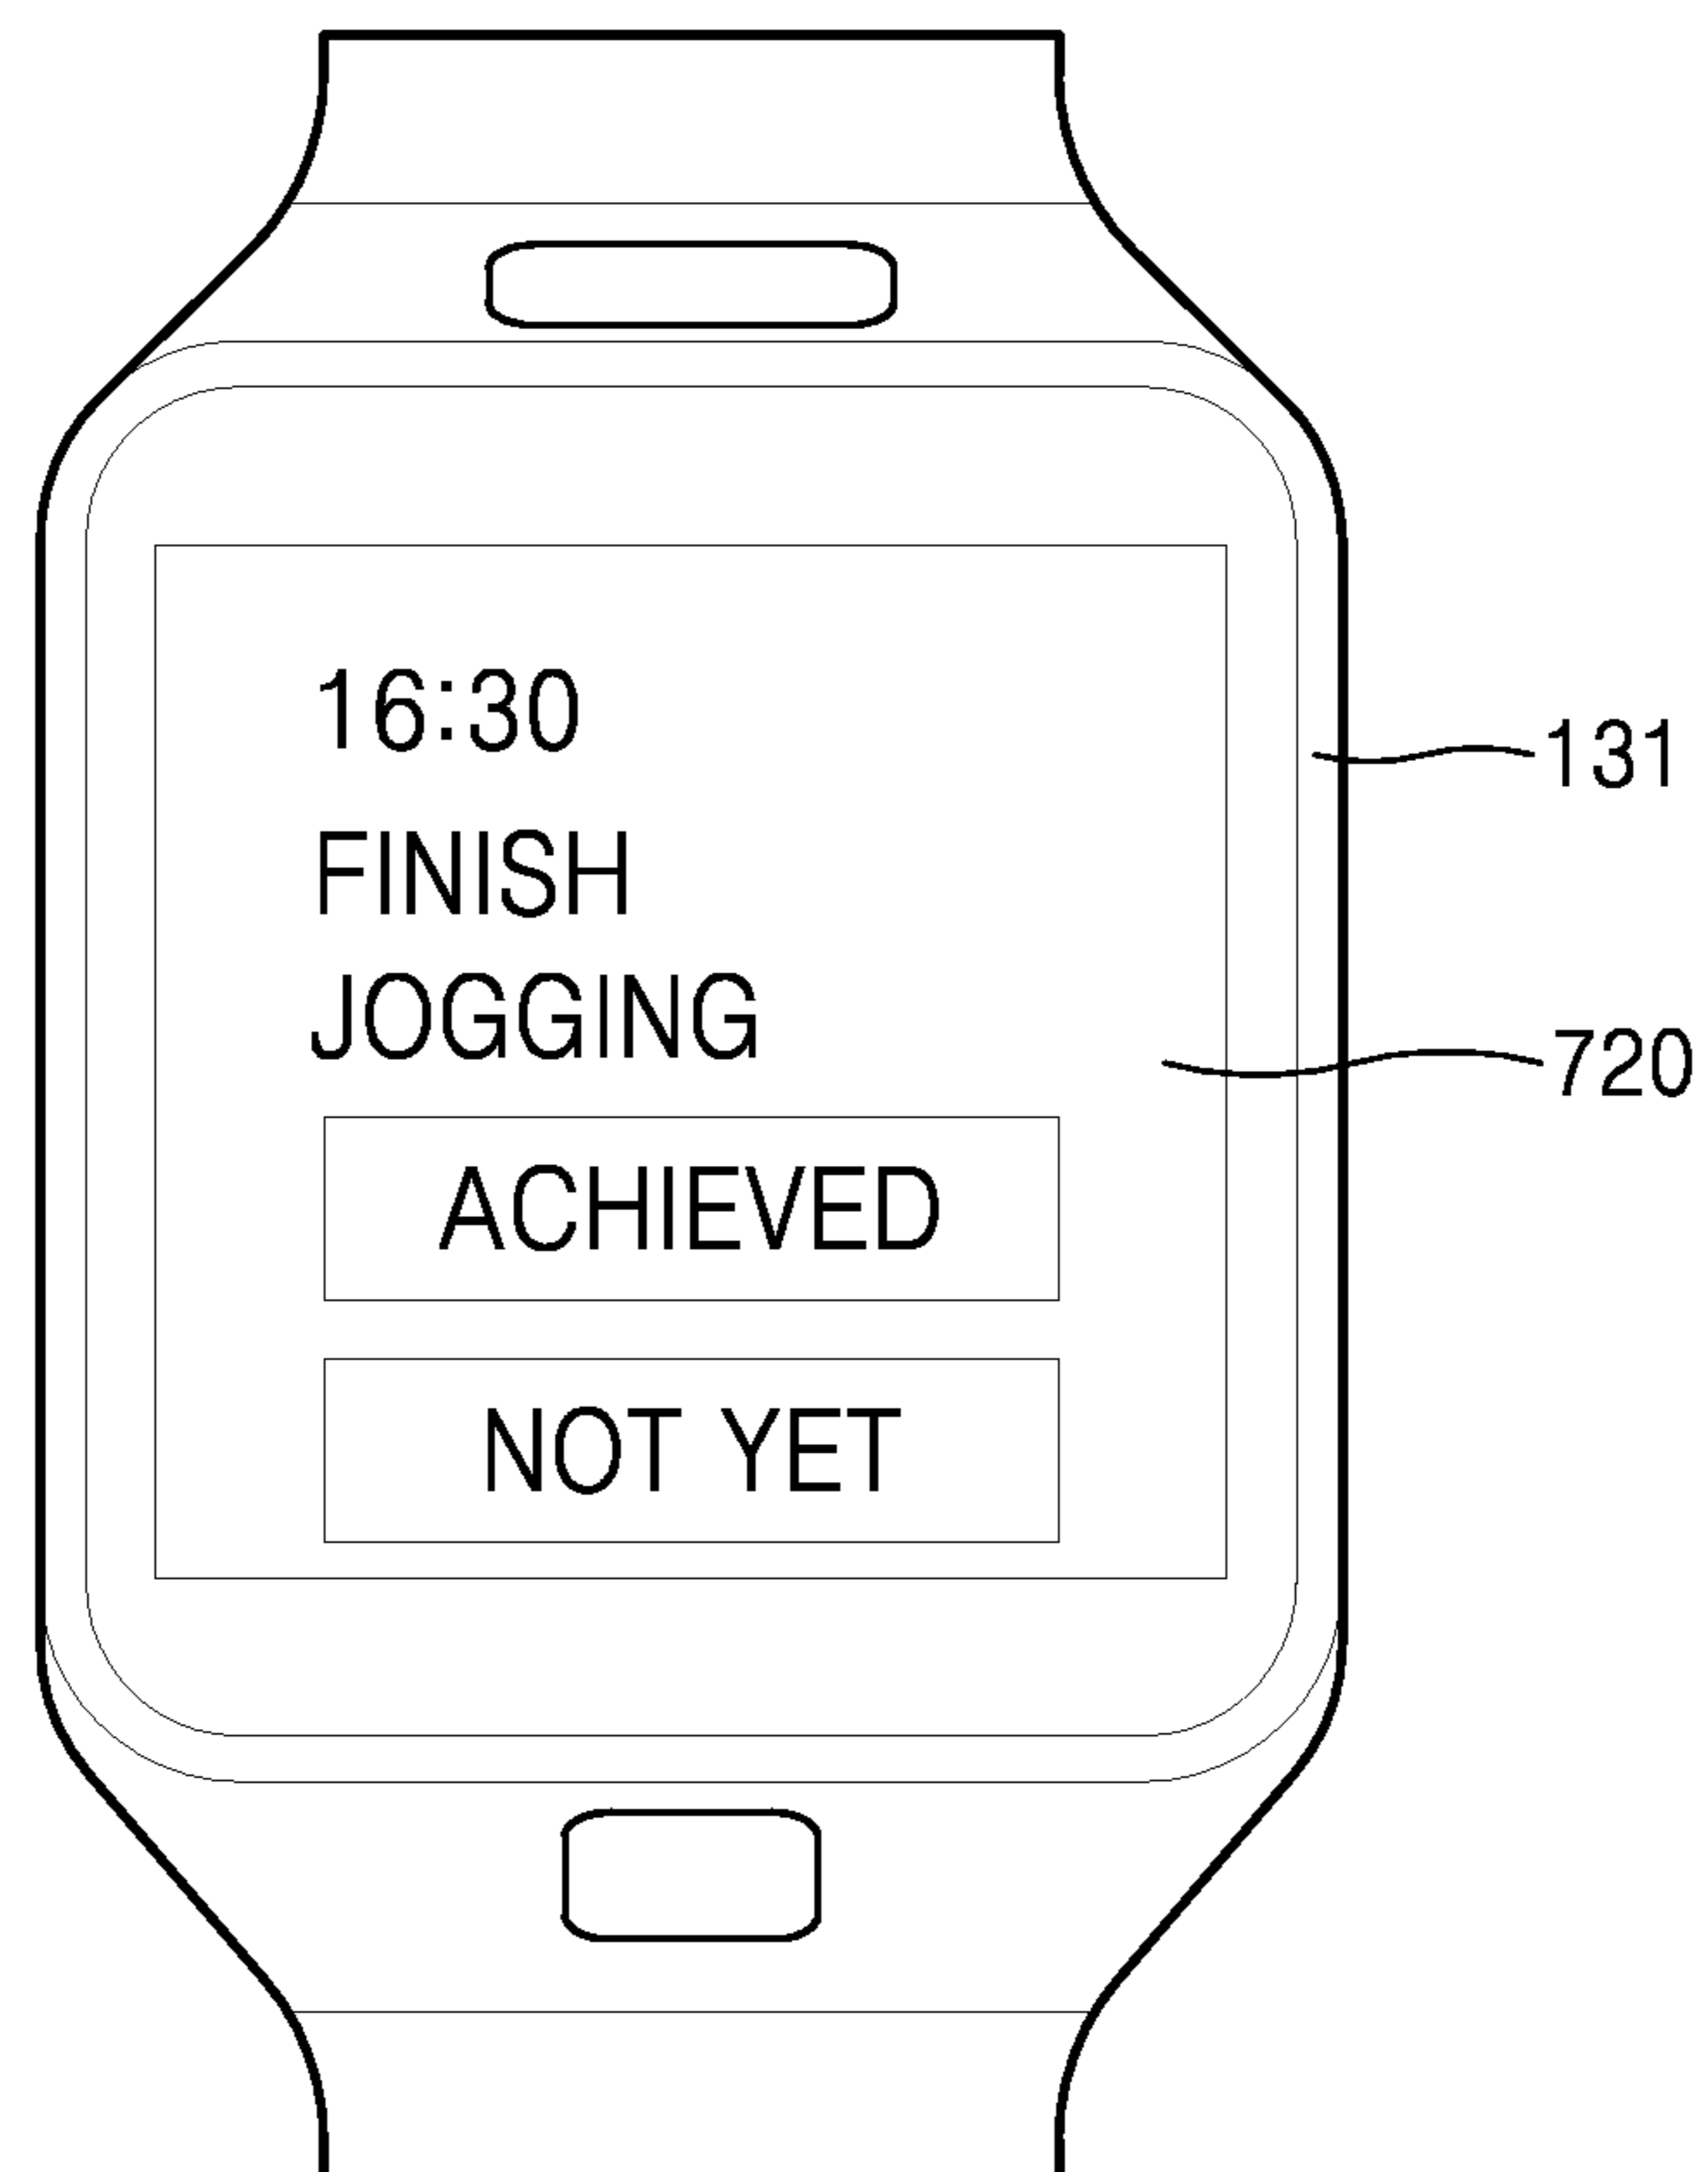 16:30
FINISH
JOGGING
ACHIEVED
NOT YET
131
720